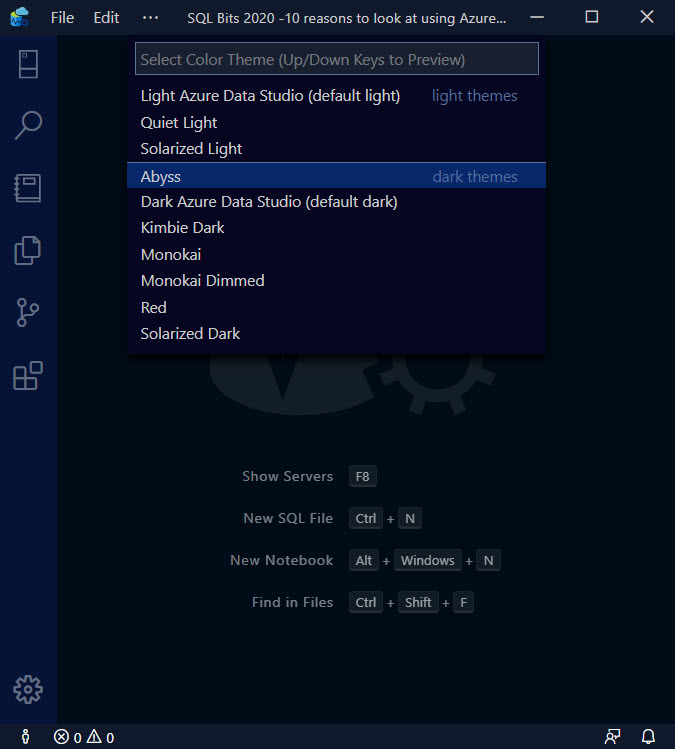 File Edit ··· SQL Bits 2020 -10 reasons to look at using Azure...
Select Color Theme (Up/Down Keys to Preview)
Light Azure Data Studio (default light) light themes
Quiet Light
Solarized Light
Abyss dark themes
Dark Azure Data Studio (default dark)
Kimbie Dark
Monokai
Monokai Dimmed
Red
Solarized Dark
Show Servers F8
New SQL File Ctrl + N
New Notebook Alt + Windows + N
Find in Files Ctrl + Shift + F
0 0